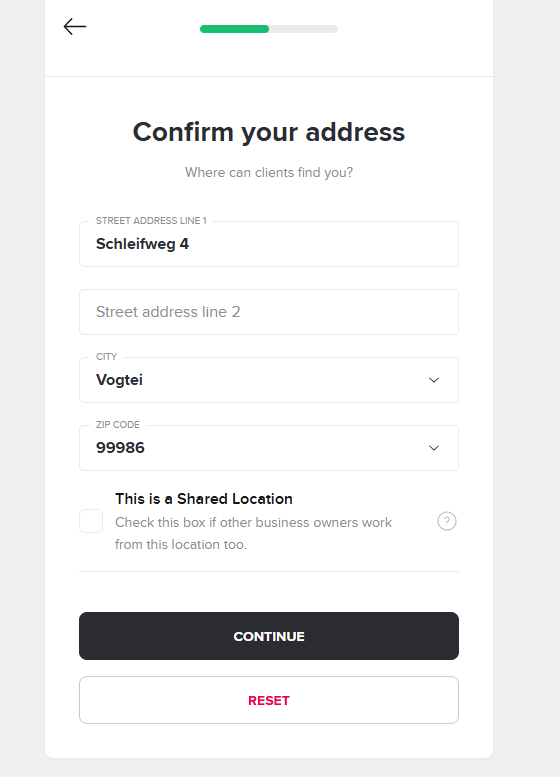 Confirm your address
Where can clients find you?
STREET ADDRESS LINE 1
Schleifweg 4
Street address line 2
CITY
Vogtei
ZIP CODE
99986
This is a Shared Location
Check this box if other business owners work
from this location too.
?
CONTINUE
RESET